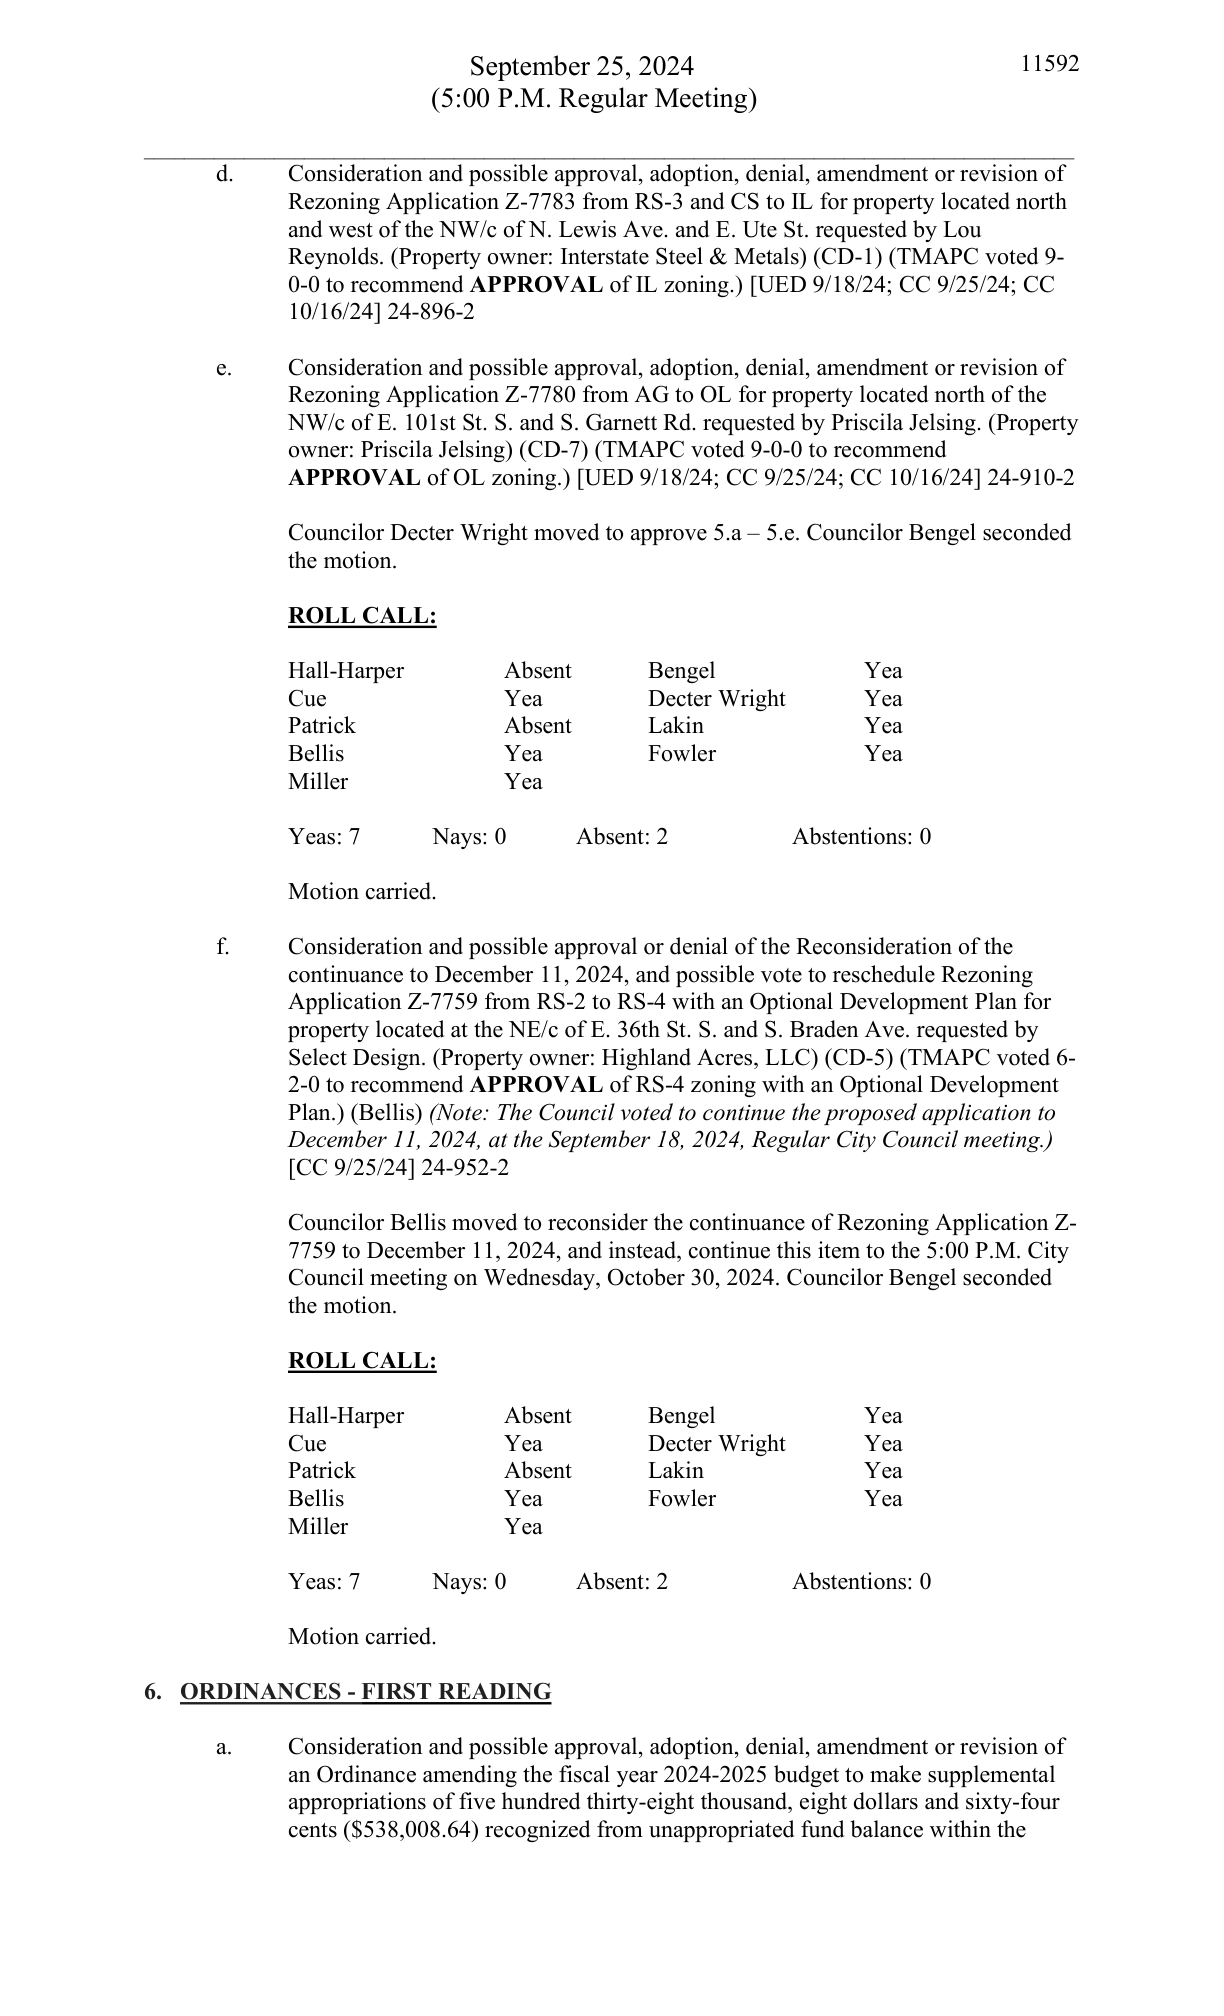 September 25, 2024
11592
(5:00 P.M. Regular Meeting)
d. Consideration and possible approval, adoption, denial, amendment or revision of
Rezoning Application Z-7783 from RS-3 and CS to IL for property located north
and west of the NW/c of N. Lewis Ave. and E. Ute St. requested by Lou
Reynolds. (Property owner: Interstate Steel & Metals) (CD-1) (TMAPC voted 9-
0-0 to recommend APPROVAL of IL zoning.) [UED 9/18/24; CC 9/25/24; CC
10/16/24] 24-896-2
e. Consideration and possible approval, adoption, denial, amendment or revision of
Rezoning Application Z-7780 from AG to OL for property located north of the
NW/c of E. 101st St. S. and S. Garnett Rd. requested by Priscila Jelsing. (Property
owner: Priscila Jelsing) (CD-7) (TMAPC voted 9-0-0 to recommend
APPROVAL of OL zoning.) [UED 9/18/24; CC 9/25/24; CC 10/16/24] 24-910-2
Councilor Decter Wright moved to approve 5.a – 5.e. Councilor Bengel seconded
the motion.
ROLL CALL:
Hall-Harper Absent Bengel Yea
Cue Yea Decter Wright Yea
Patrick Absent Lakin Yea
Bellis Yea Fowler Yea
Miller Yea
Yeas: 7 Nays: 0 Absent: 2 Abstentions: 0
Motion carried.
f. Consideration and possible approval or denial of the Reconsideration of the
continuance to December 11, 2024, and possible vote to reschedule Rezoning
Application Z-7759 from RS-2 to RS-4 with an Optional Development Plan for
property located at the NE/c of E. 36th St. S. and S. Braden Ave. requested by
Select Design. (Property owner: Highland Acres, LLC) (CD-5) (TMAPC voted 6-
2-0 to recommend APPROVAL of RS-4 zoning with an Optional Development
Plan.) (Bellis) (Note: The Council voted to continue the proposed application to
December 11, 2024, at the September 18, 2024, Regular City Council meeting.)
[CC 9/25/24] 24-952-2
Councilor Bellis moved to reconsider the continuance of Rezoning Application Z-
7759 to December 11, 2024, and instead, continue this item to the 5:00 P.M. City
Council meeting on Wednesday, October 30, 2024. Councilor Bengel seconded
the motion.
ROLL CALL:
Hall-Harper Absent Bengel Yea
Cue Yea Decter Wright Yea
Patrick Absent Lakin Yea
Bellis Yea Fowler Yea
Miller Yea
Yeas: 7 Nays: 0 Absent: 2 Abstentions: 0
Motion carried.
6. ORDINANCES - FIRST READING
a. Consideration and possible approval, adoption, denial, amendment or revision of
an Ordinance amending the fiscal year 2024-2025 budget to make supplemental
appropriations of five hundred thirty-eight thousand, eight dollars and sixty-four
cents ($538,008.64) recognized from unappropriated fund balance within the